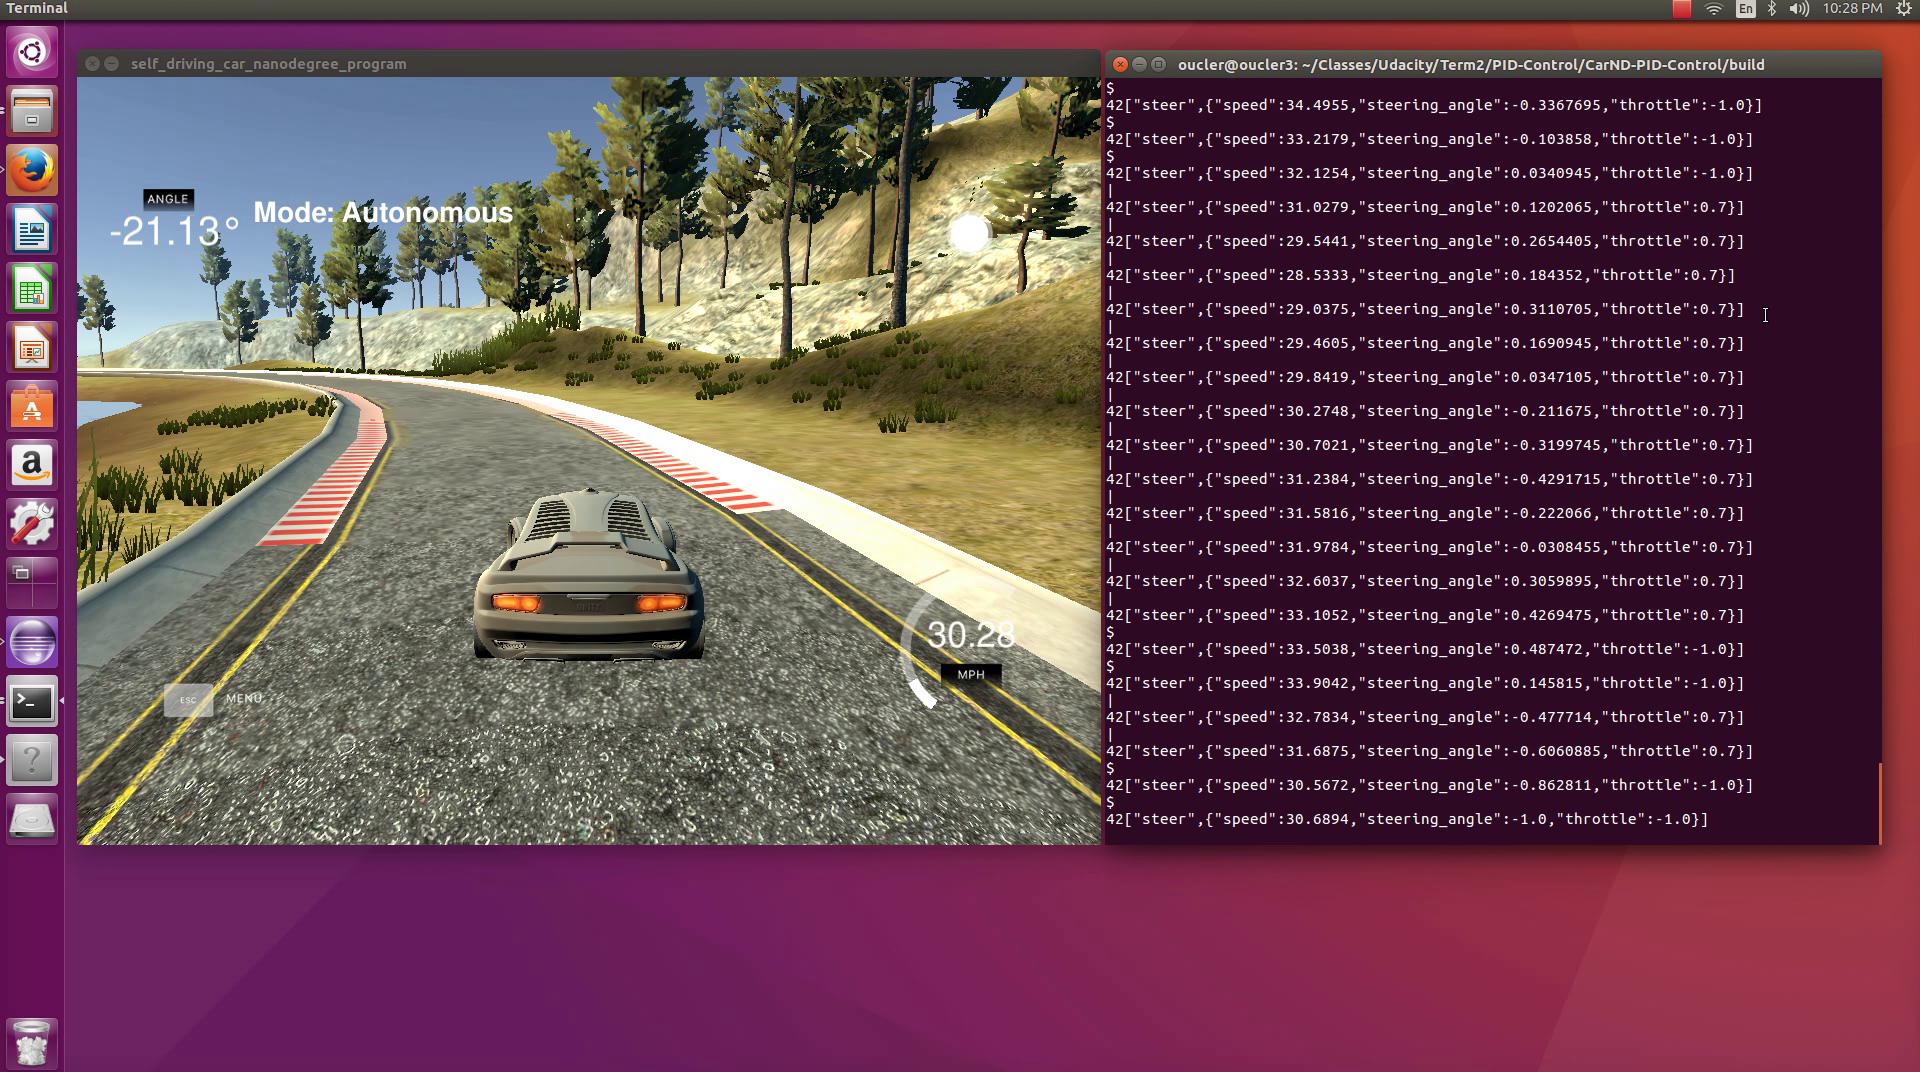 Terminal
En
10:28 PM
self_driving_car_nanodegree_program
ANGLE
-21.13°
Mode: Autonomous
30.28
MPH
ESC
MENU
a
>_
?
oucler@oucler3: ~/Classes/Udacity/Term2/PID-Control/CarND-PID-Control/build
$
42["steer",{"speed":34.4955,"steering_angle":-0.3367695,"throttle":-1.0}]
$
42["steer",{"speed":33.2179,"steering_angle":-0.103858,"throttle":-1.0}]
$
42["steer",{"speed":32.1254,"steering_angle":0.0340945,"throttle":-1.0}]
|
42["steer",{"speed":31.0279,"steering_angle":0.1202065,"throttle":0.7}]
|
42["steer",{"speed":29.5441,"steering_angle":0.2654405,"throttle":0.7}]
|
42["steer",{"speed":28.5333,"steering_angle":0.184352,"throttle":0.7}]
|
42["steer",{"speed":29.0375,"steering_angle":0.3110705,"throttle":0.7}]
|
42["steer",{"speed":29.4605,"steering_angle":0.1690945,"throttle":0.7}]
|
42["steer",{"speed":29.8419,"steering_angle":0.0347105,"throttle":0.7}]
|
42["steer",{"speed":30.2748,"steering_angle":-0.211675,"throttle":0.7}]
|
42["steer",{"speed":30.7021,"steering_angle":-0.3199745,"throttle":0.7}]
|
42["steer",{"speed":31.2384,"steering_angle":-0.4291715,"throttle":0.7}]
|
42["steer",{"speed":31.5816,"steering_angle":-0.222066,"throttle":0.7}]
|
42["steer",{"speed":31.9784,"steering_angle":-0.0308455,"throttle":0.7}]
|
42["steer",{"speed":32.6037,"steering_angle":0.3059895,"throttle":0.7}]
|
42["steer",{"speed":33.1052,"steering_angle":0.4269475,"throttle":0.7}]
$
42["steer",{"speed":33.5038,"steering_angle":0.487472,"throttle":-1.0}]
$
42["steer",{"speed":33.9042,"steering_angle":0.145815,"throttle":-1.0}]
|
42["steer",{"speed":32.7834,"steering_angle":-0.477714,"throttle":0.7}]
|
42["steer",{"speed":31.6875,"steering_angle":-0.6060885,"throttle":0.7}]
$
42["steer",{"speed":30.5672,"steering_angle":-0.862811,"throttle":-1.0}]
$
42["steer",{"speed":30.6894,"steering_angle":-1.0,"throttle":-1.0}]